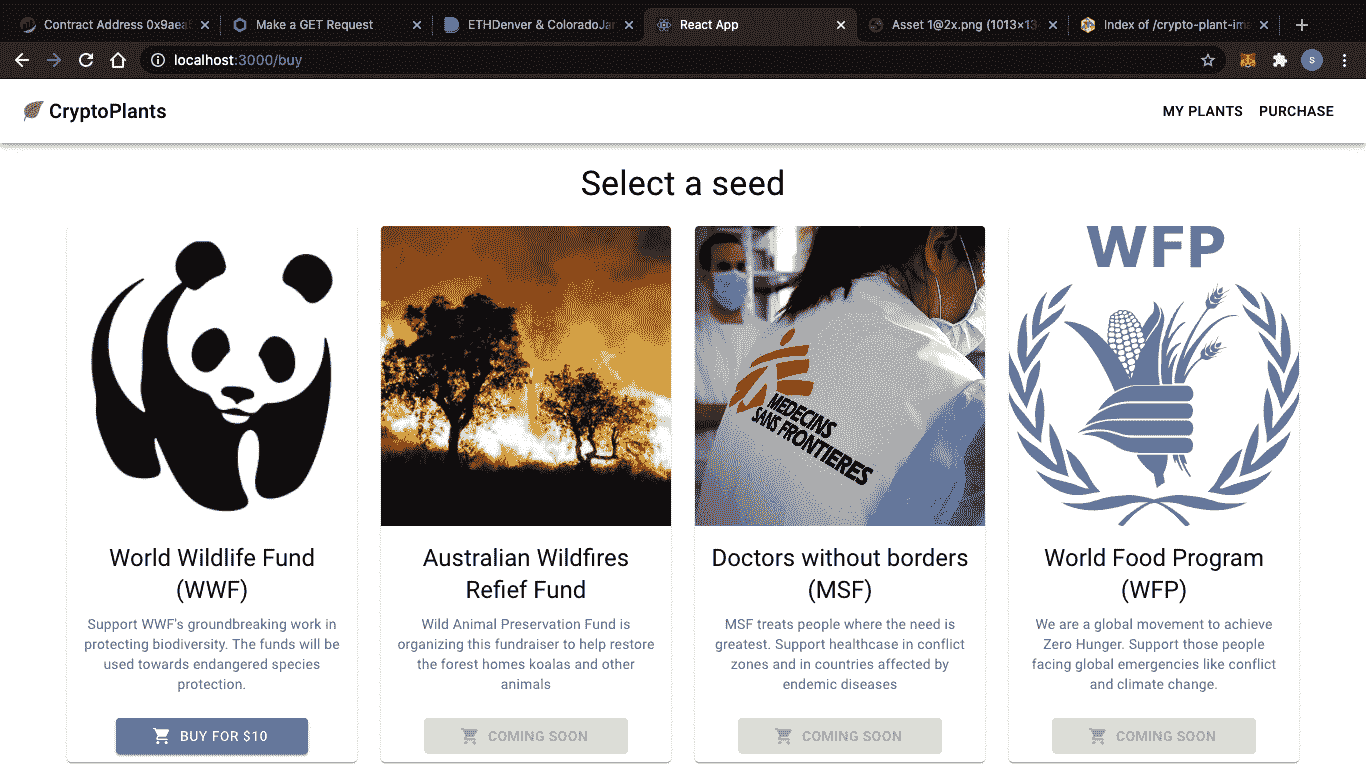 Contract Address 0x9aea
Make a GET Request
ETHDenver & ColoradoJar
React App
Asset 1@2x.png (1013×13
Index of /crypto-plant-im
localhost:3000/buy
S
CryptoPlants
MY PLANTS
PURCHASE
Select a seed
WFP
MEDECINS
SANS FRONTIERES
World Wildlife Fund
(WWF)
Support WWF's groundbreaking work in
protecting biodiversity. The funds will be
used towards endangered species
protection.
BUY FOR $10
Australian Wildfires
Refief Fund
Wild Animal Preservation Fund is
organizing this fundraiser to help restore
the forest homes koalas and other
animals
COMING SOON
Doctors without borders
(MSF)
MSF treats people where the need is
greatest. Support healthcase in conflict
zones and in countries affected by
endemic diseases
COMING SOON
World Food Program
(WFP)
We are a global movement to achieve
Zero Hunger. Support those people
facing global emergencies like conflict
and climate change.
COMING SOON